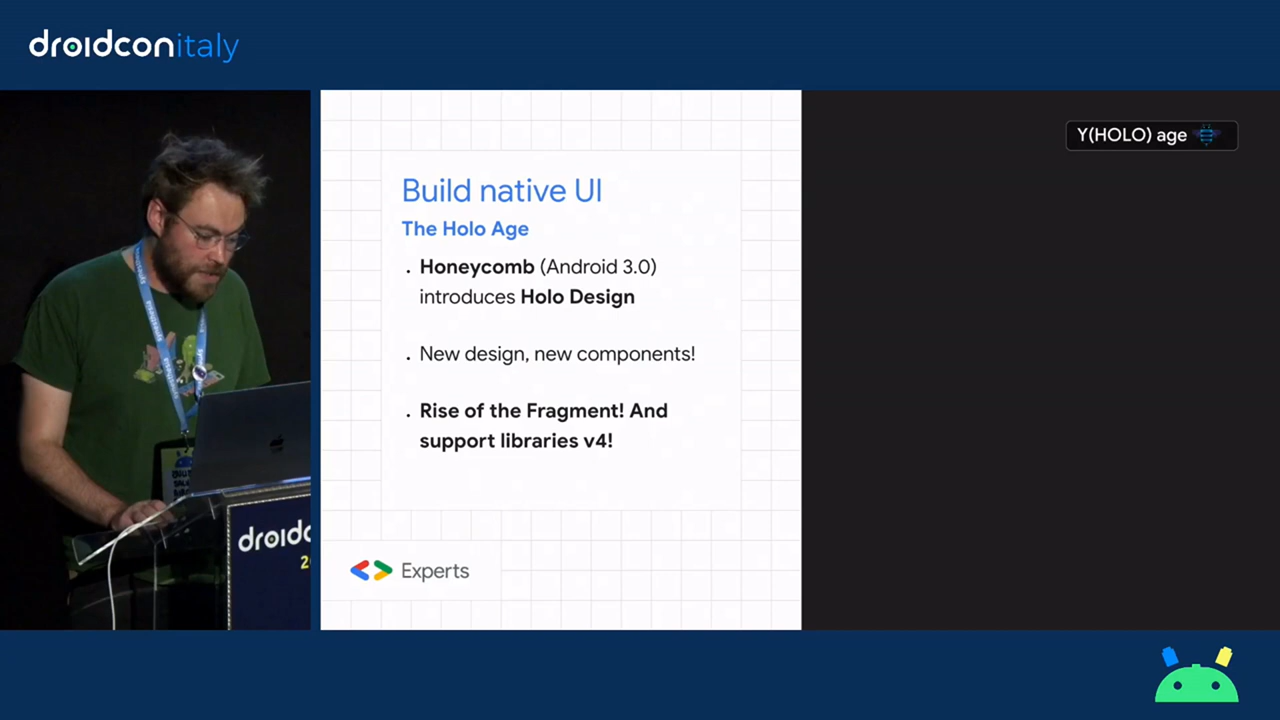 droidconitaly
Y(HOLO) age
Build native UI
The Holo Age
. Honeycomb (Android 3.0)
introduces Holo Design
. New design, new components!
. Rise of the Fragment! And
support libraries v4!
droidc
20
Experts